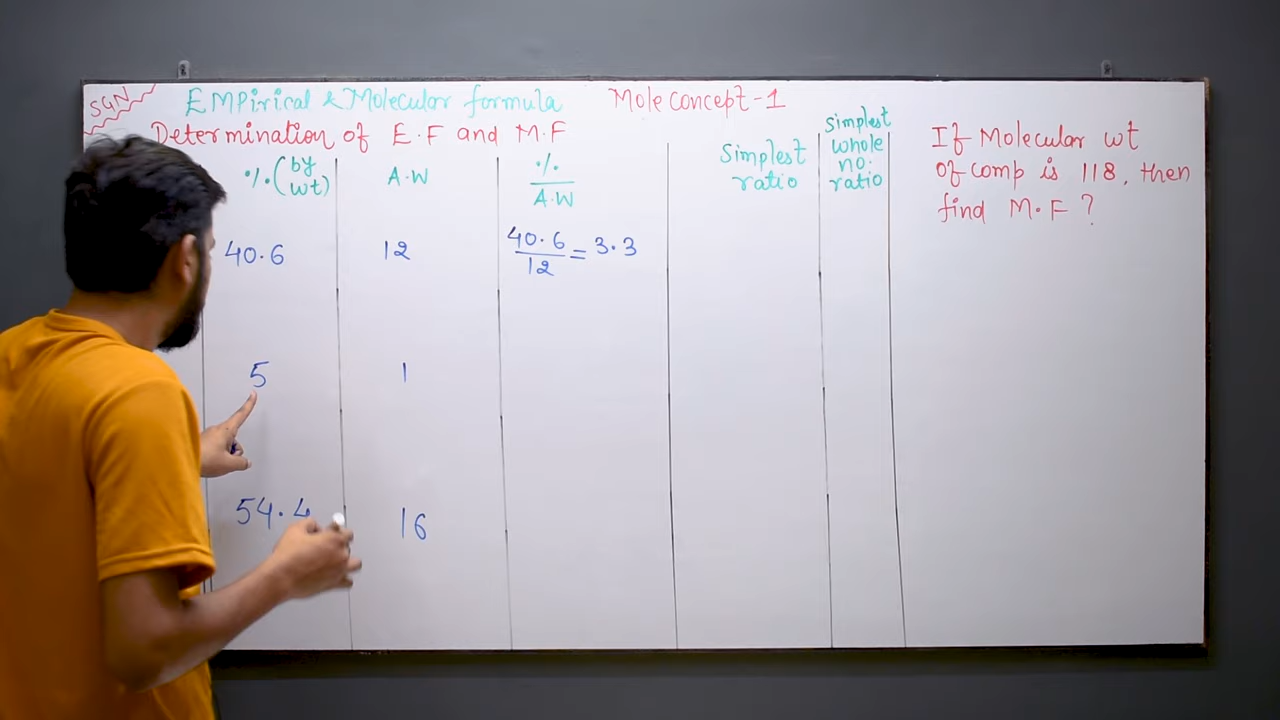 SGN
EMPirical & Molecular formula
Mole Concept-1
Determination of E.F and M.F
%.(by wt)
A.W
%.
A.W
Simplest
ratio
Simplest
whole
no.
ratio
If Molecular wt
of comp is 118, then
find M.F ?
40.6
12
40.6
12
= 3.3
5
1
54.4
16